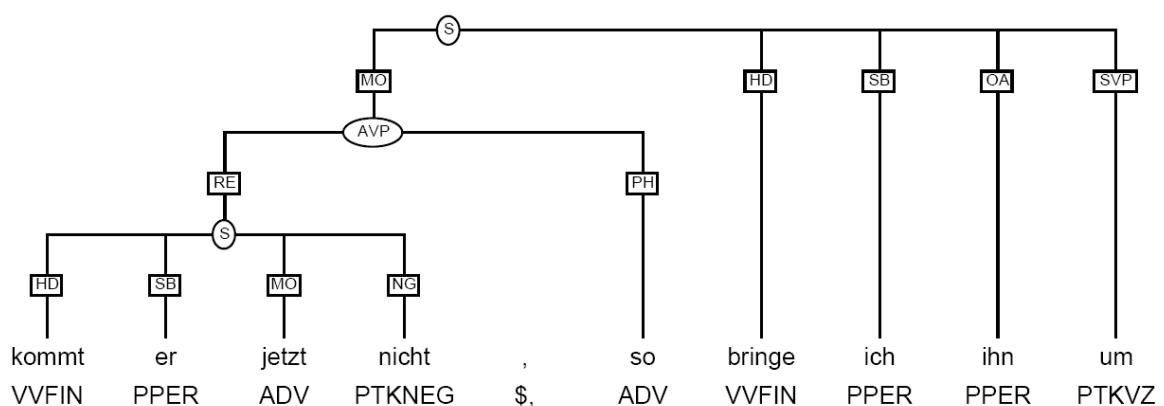 S
MO HD SB OA SVP
AVP
RE PH
S
HD SB MO NG
kommt er jetzt nicht , so bringe ich ihn um
VVFIN PPER ADV PTKNEG $, ADV VVFIN PPER PPER PTKVZ